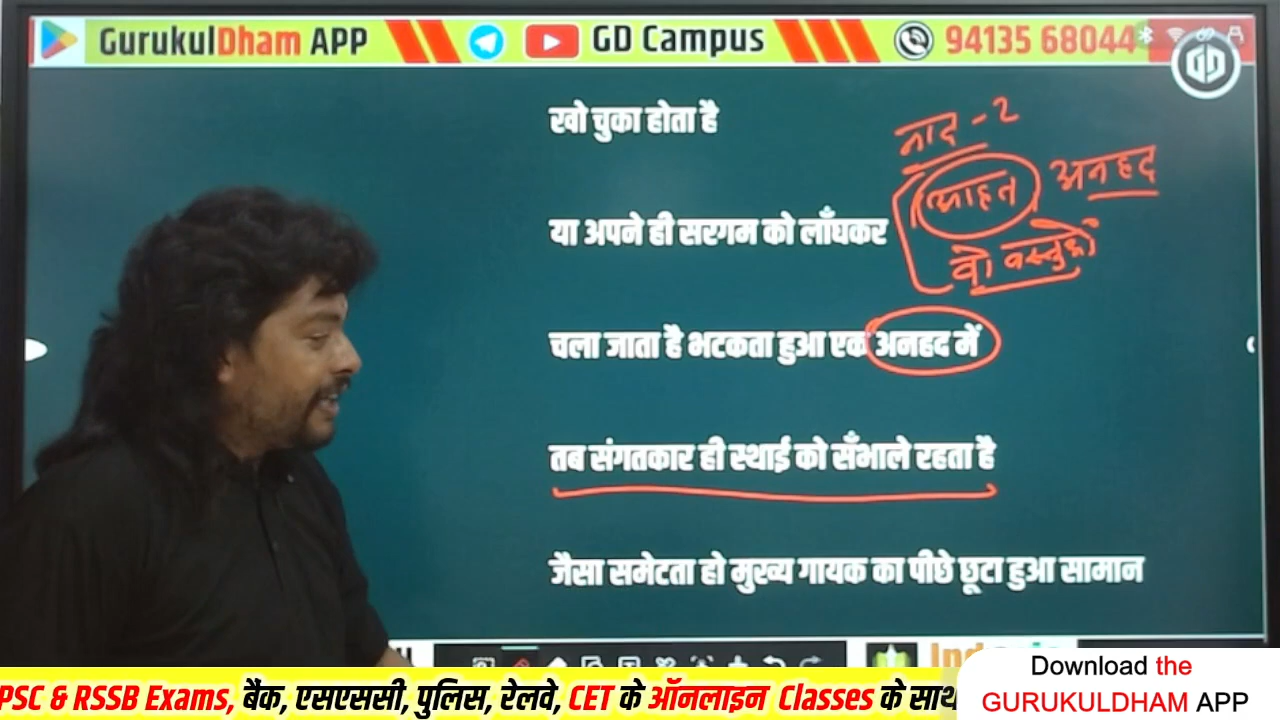 GurukulDham APP GD Campus 94135 68044
GD
खो चुका होता है
नाद - 2
आहत अनहद
या अपने ही सरगम को लाँघकर
वो वस्तुओं
चला जाता है भटकता हुआ एक अनहद में
तब संगतकार ही स्थाई को सँभाले रहता है
जैसा समेटता हो मुख्य गायक का पीछे छूटा हुआ सामान
Download the
GURUKULDHAM APP
PSC & RSSB Exams, बैंक, एसएससी, पुलिस, रेलवे, CET के ऑनलाइन Classes के साथ